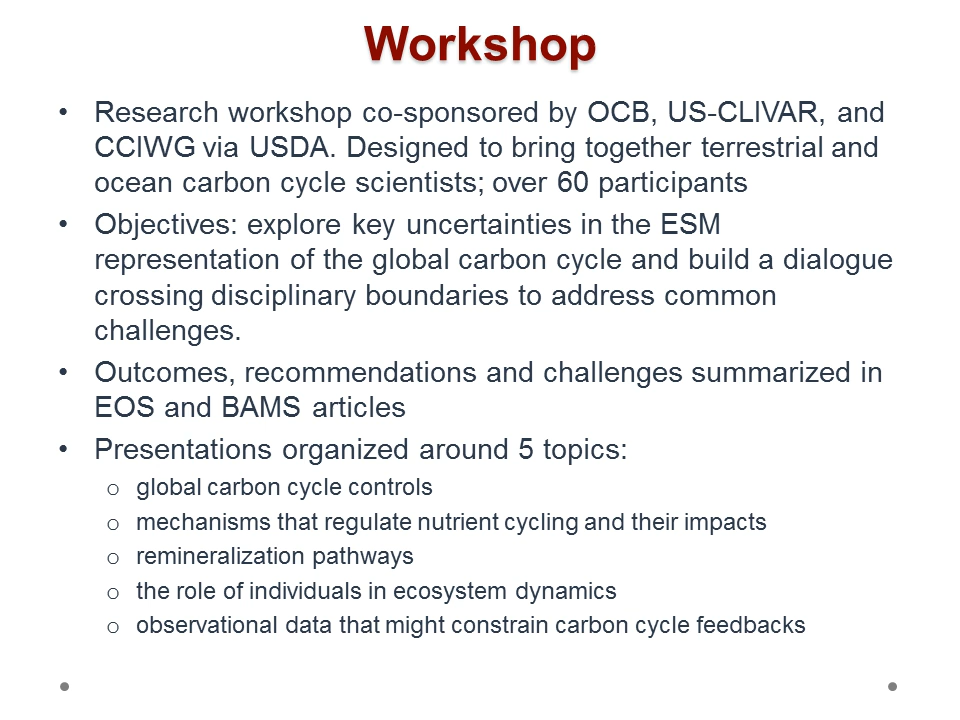 Workshop
• Research workshop co-sponsored by OCB, US-CLIVAR, and
CCIWG via USDA. Designed to bring together terrestrial and
ocean carbon cycle scientists; over 60 participants
• Objectives: explore key uncertainties in the ESM
representation of the global carbon cycle and build a dialogue
crossing disciplinary boundaries to address common
challenges.
• Outcomes, recommendations and challenges summarized in
EOS and BAMS articles
• Presentations organized around 5 topics:
o global carbon cycle controls
o mechanisms that regulate nutrient cycling and their impacts
o remineralization pathways
o the role of individuals in ecosystem dynamics
o observational data that might constrain carbon cycle feedbacks